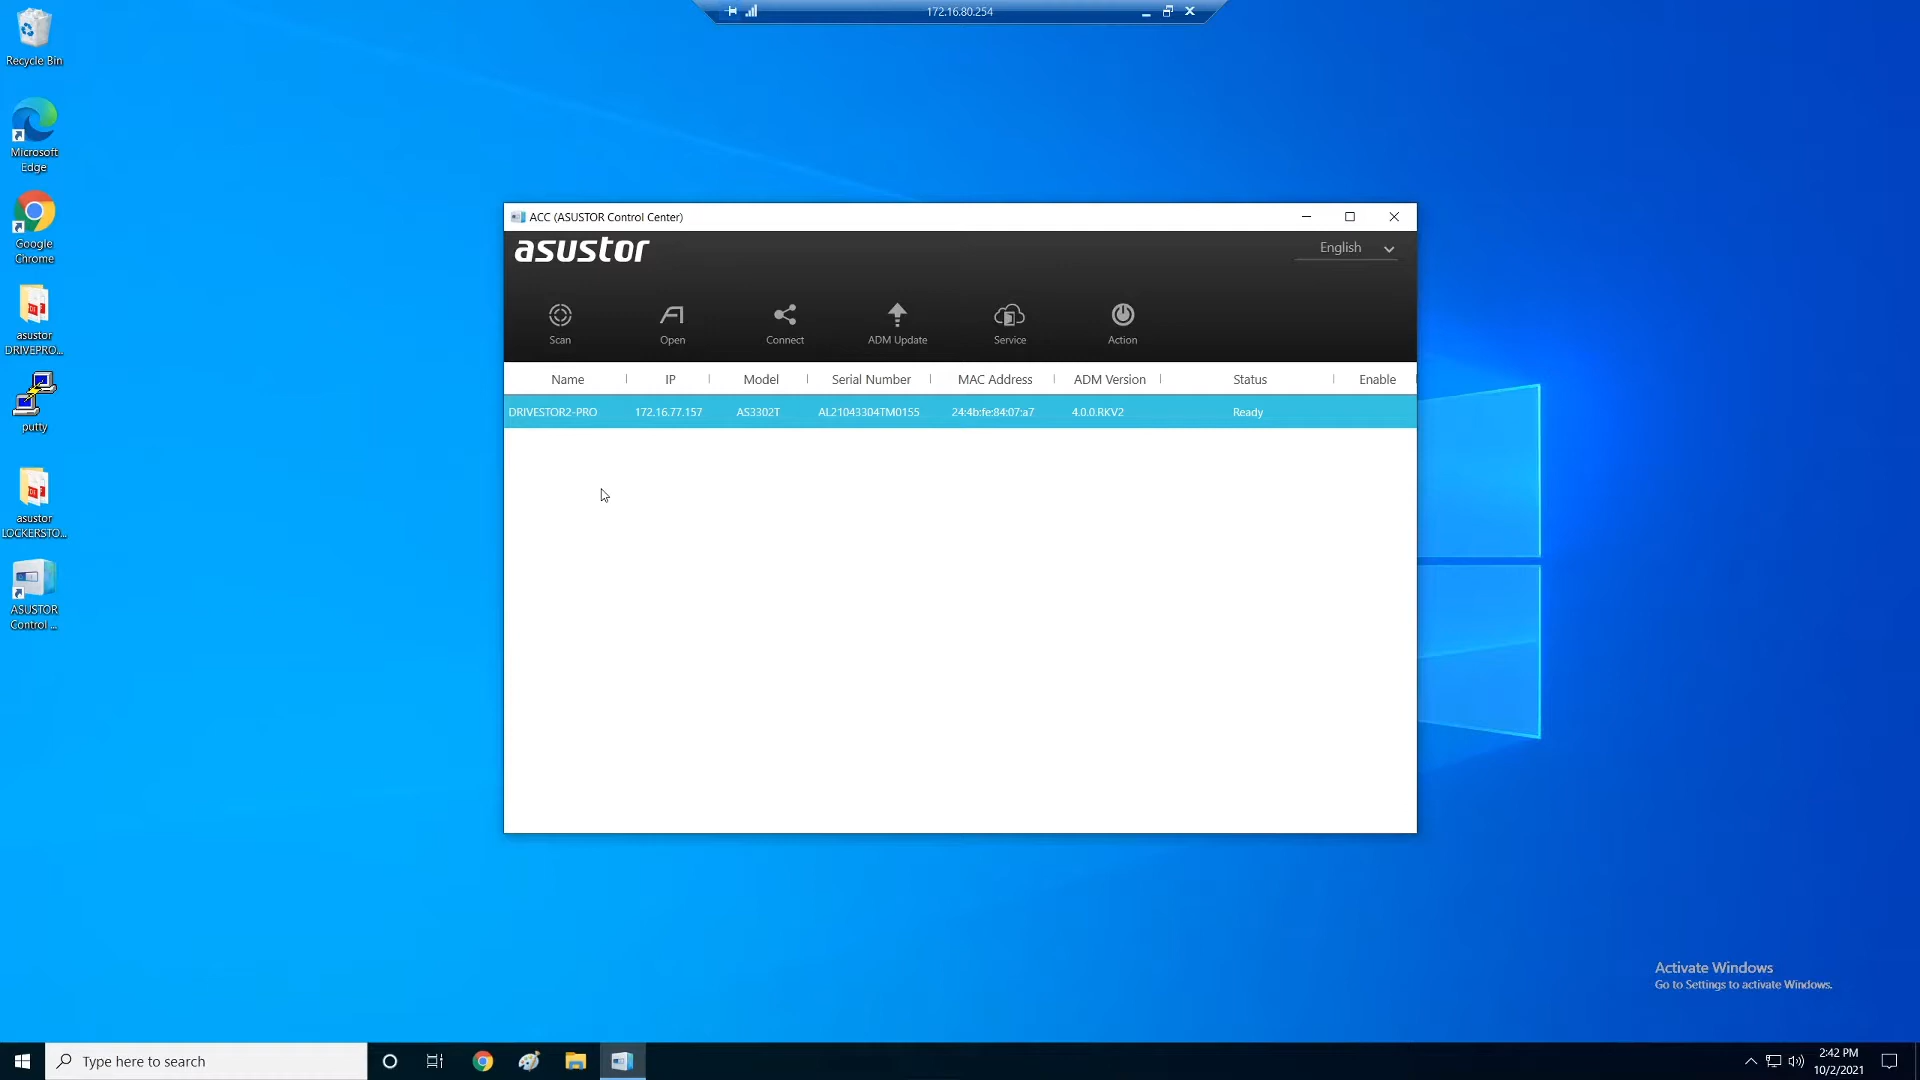 172.16.80.254
Recycle Bin
Microsoft
Edge
Google
Chrome
asustor
DRIVEPRO...
putty
asustor
LOCKERSTO...
ASUSTOR
Control ...
ACC (ASUSTOR Control Center)
asustor
English
Scan
Open
Connect
ADM Update
Service
Action
Name IP Model Serial Number MAC Address ADM Version Status Enable
DRIVESTOR2-PRO 172.16.77.157 AS3302T AL21043304TM0155 24:4b:fe:84:07:a7 4.0.0.RKV2 Ready
Activate Windows
Go to Settings to activate Windows.
Type here to search
2:42 PM
10/2/2021